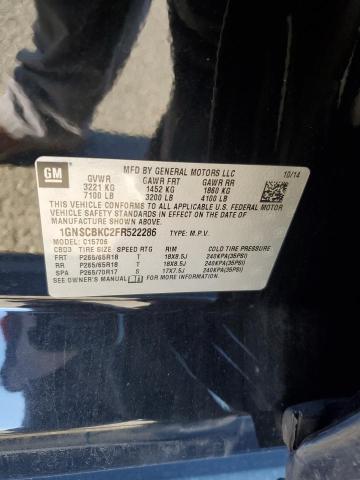 GM
MFD BY GENERAL MOTORS LLC 10/14
GVWR GAWR FRT GAWR RR
3221 KG 1452 KG 1860 KG
7100 LB 3200 LB 4100 LB
THIS VEHICLE CONFORMS TO ALL APPLICABLE U.S. FEDERAL MOTOR
VEHICLE SAFETY, BUMPER, AND THEFT PREVENTION
STANDARDS IN EFFECT ON THE DATE OF
MANUFACTURE SHOWN ABOVE.
1GNSCBKC2FR522286 TYPE: M.P.V.
C15706
CBD3 TIRE SIZE SPEED RTG RIM COLD TIRE PRESSURE
FRT P265/65R18 T 18X8.5J 240KPA(35PSI)
RR P265/65R18 T 18X8.5J 240KPA(35PSI)
SPA P265/70R17 S 17X7.5J 240KPA(35PSI)
SEE OWNER'S MANUAL